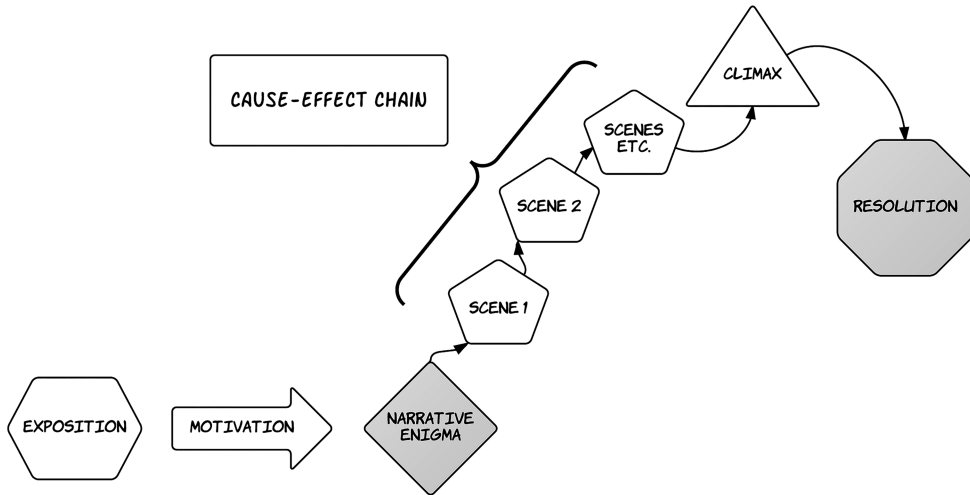 CLIMAX
CAUSE-EFFECT CHAIN
SCENES
ETC.
SCENE 2
RESOLUTION
SCENE 1
EXPOSITION
MOTIVATION
NARRATIVE
ENIGMA